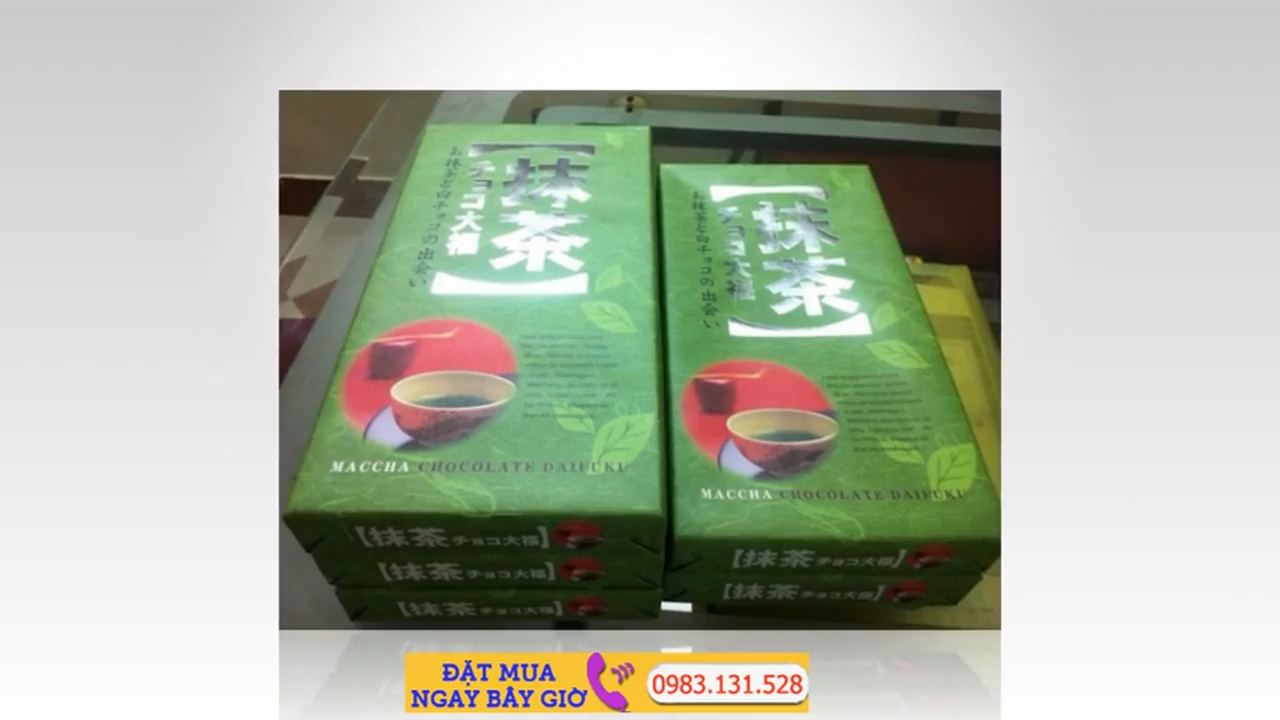 【抹茶
チョコ大福】
お抹茶と白チョコの出会い
MACCHA CHOCOLATE DAIFUKU
【抹茶チョコ大福】
【抹茶チョコ大福】
【抹茶チョコ大福】
【抹茶
チョコ大福】
お抹茶と白チョコの出会い
MACCHA CHOCOLATE DAIFUKU
【抹茶チョコ大福】
【抹茶チョコ大福】
ĐẶT MUA
NGAY BÂY GIỜ
0983.131.528